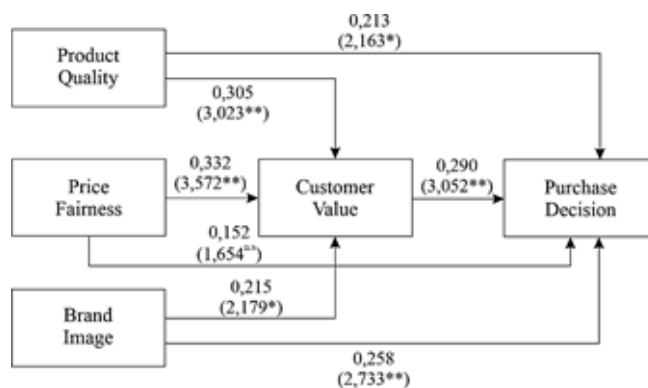 0,213
(2,163*)
Product
Quality
0,305
(3,023**)
0,332
(3,572**)
0,290
(3,052**)
Price
Fairness
Customer
Value
Purchase
Decision
0,152
(1,654n.s)
0,215
(2,179*)
Brand
Image
0,258
(2,733**)